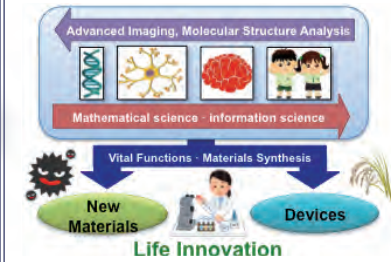 Advanced Imaging, Molecular Structure Analysis
Mathematical science · information science
Vital Functions · Materials Synthesis
New
Materials
Devices
Life Innovation